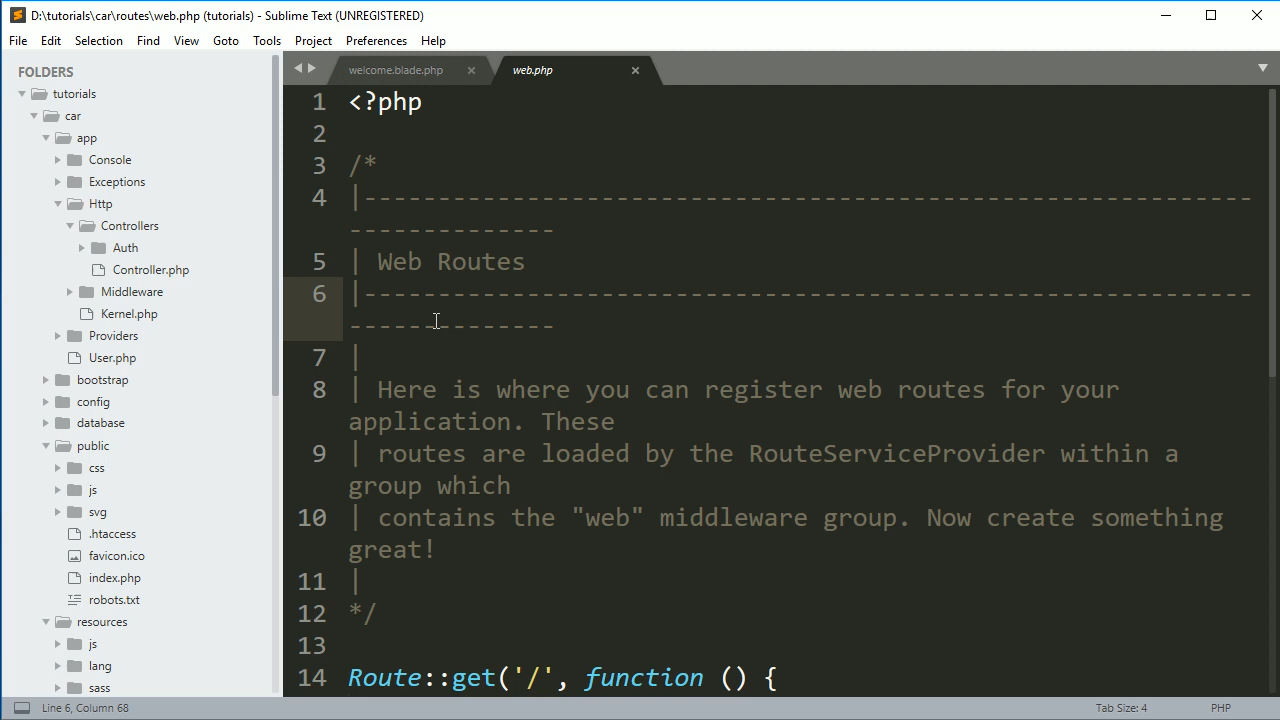 D:\tutorials\car\routes\web.php (tutorials) - Sublime Text (UNREGISTERED)
File Edit Selection Find View Goto Tools Project Preferences Help
FOLDERS
tutorials
car
app
Console
Exceptions
Http
Controllers
Auth
Controller.php
Middleware
Kernel.php
Providers
User.php
bootstrap
config
database
public
css
js
svg
.htaccess
favicon.ico
index.php
robots.txt
resources
js
lang
sass
welcome.blade.php × web.php ×
1 <?php
2
3 /*
4 |------------------------------------------------------------
--------------
5 | Web Routes
6 |------------------------------------------------------------
--------------
7 |
8 | Here is where you can register web routes for your
application. These
9 | routes are loaded by the RouteServiceProvider within a
group which
10 | contains the "web" middleware group. Now create something
great!
11 |
12 */
13
14 Route::get('/', function () {
Line 6, Column 68 Tab Size: 4 PHP